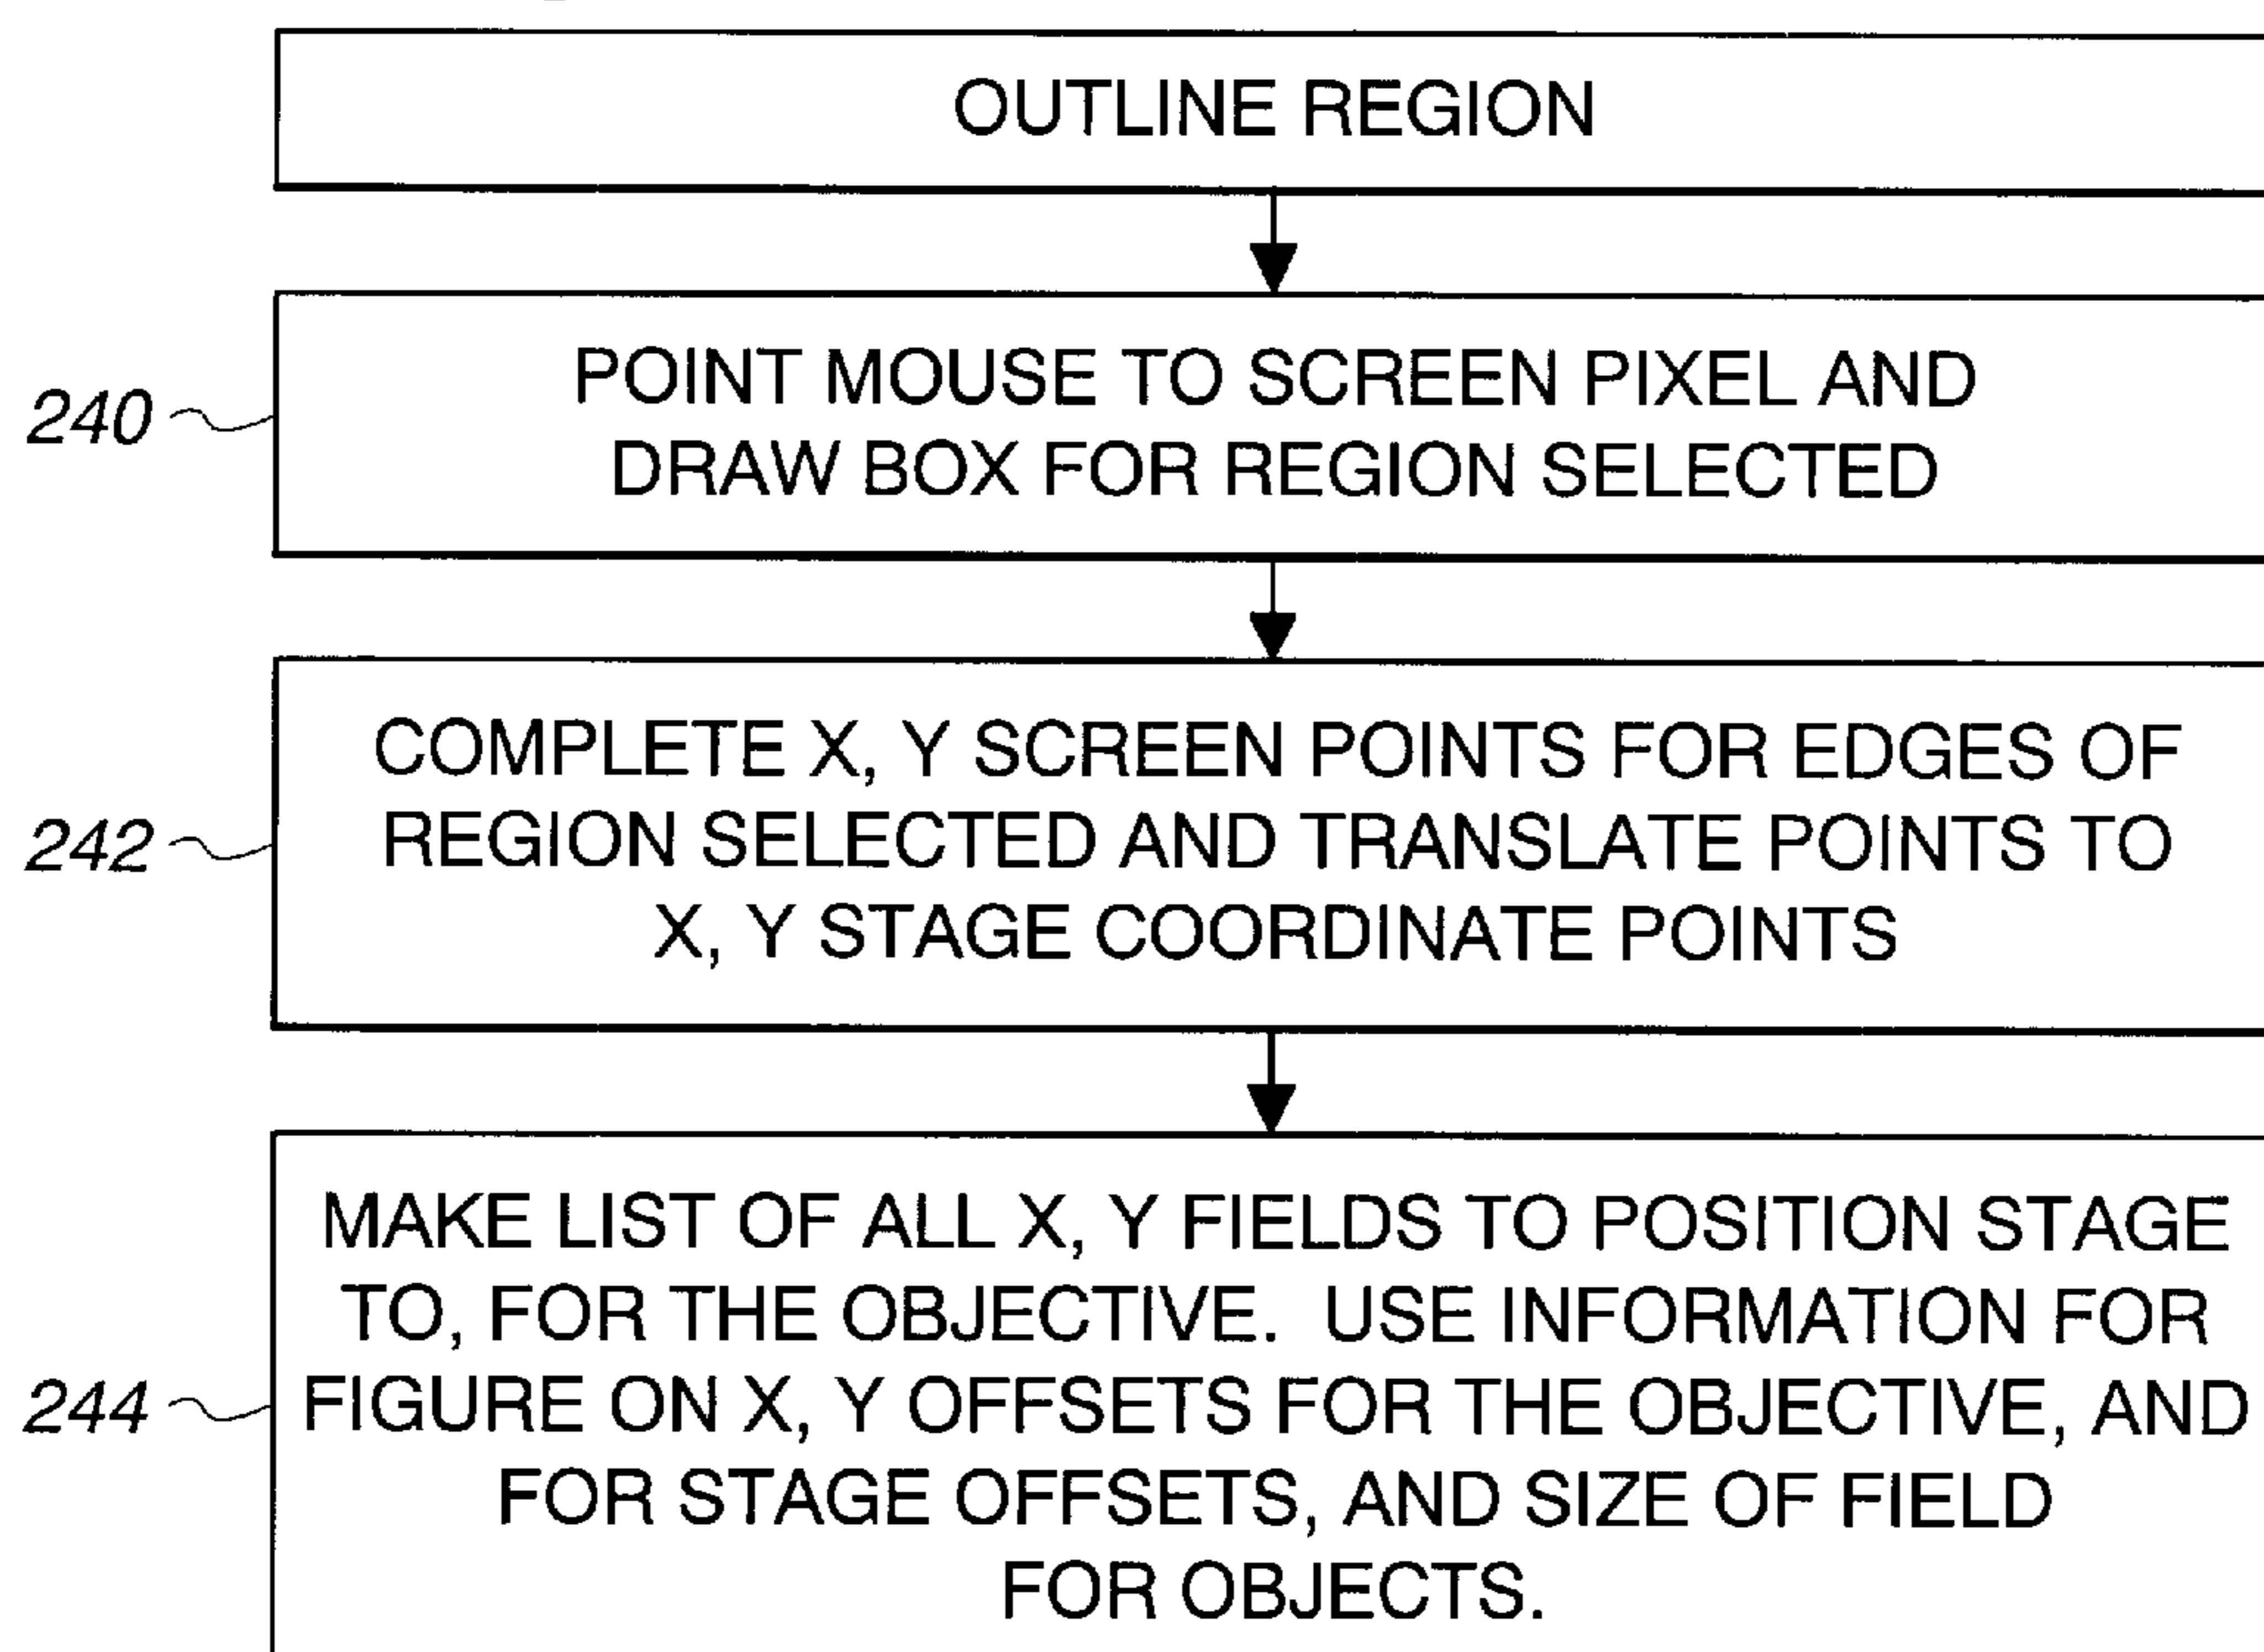 OUTLINE REGION
240
POINT MOUSE TO SCREEN PIXEL AND
DRAW BOX FOR REGION SELECTED
242
COMPLETE X, Y SCREEN POINTS FOR EDGES OF
REGION SELECTED AND TRANSLATE POINTS TO
X, Y STAGE COORDINATE POINTS
244
MAKE LIST OF ALL X, Y FIELDS TO POSITION STAGE
TO, FOR THE OBJECTIVE. USE INFORMATION FOR
FIGURE ON X, Y OFFSETS FOR THE OBJECTIVE, AND
FOR STAGE OFFSETS, AND SIZE OF FIELD
FOR OBJECTS.